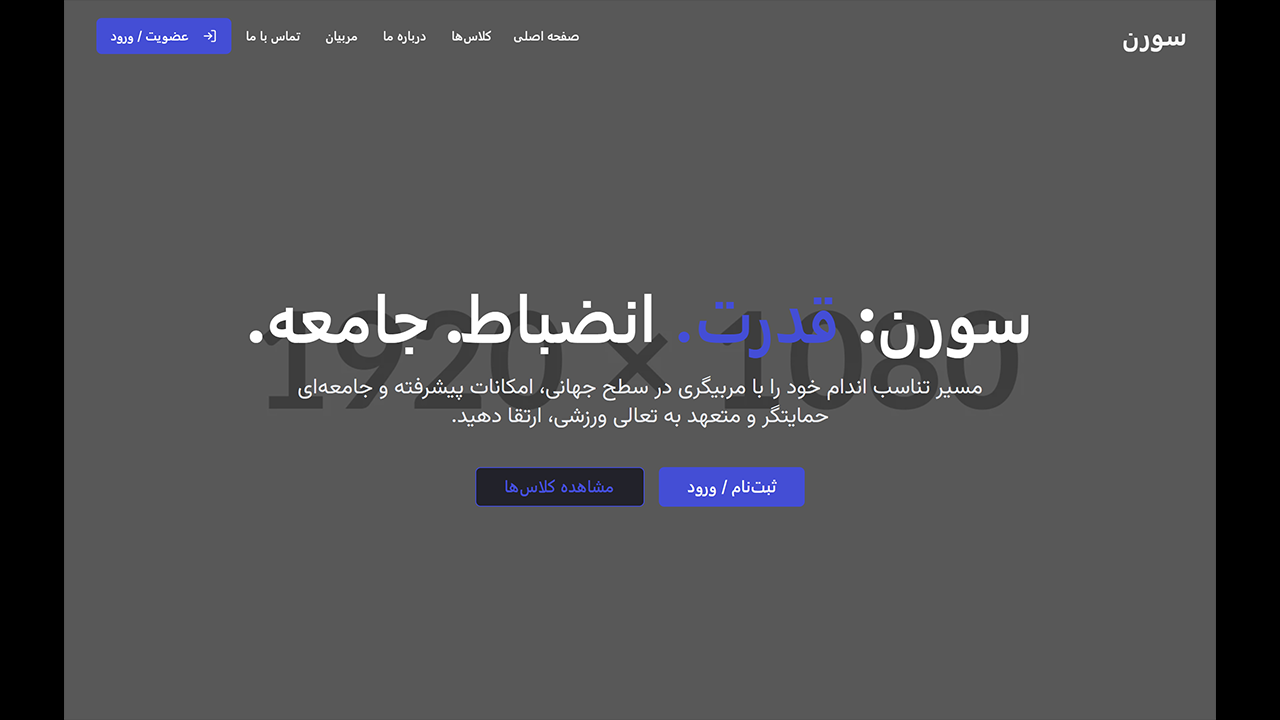 سورن
صفحه اصلی
کلاس‌ها
درباره ما
مربیان
تماس با ما
عضویت / ورود
1920 × 1080
سورن: قدرت. انضباط. جامعه.
مسیر تناسب اندام خود را با مربیگری در سطح جهانی، امکانات پیشرفته و جامعه‌ای
حمایتگر و متعهد به تعالی ورزشی، ارتقا دهید.
ثبت‌نام / ورود
مشاهده کلاس‌ها